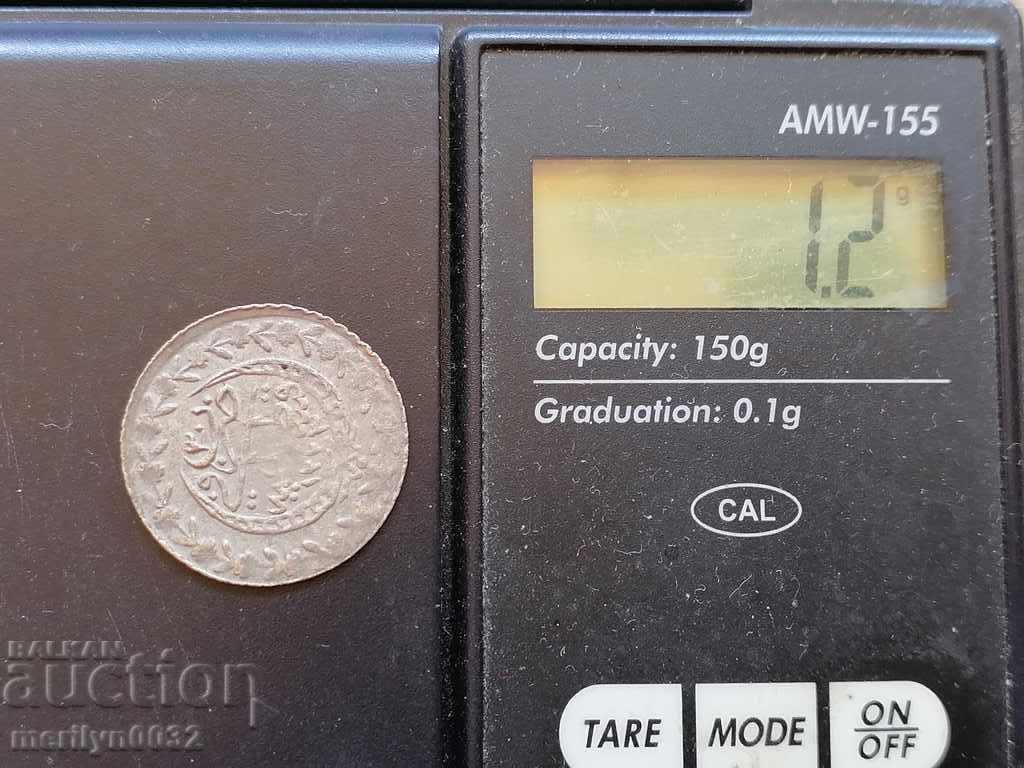 AMW-155
1.2 g
Capacity: 150g
Graduation: 0.1g
CAL
TARE
MODE
ON
OFF
BALKAN
auction
merilyn0032